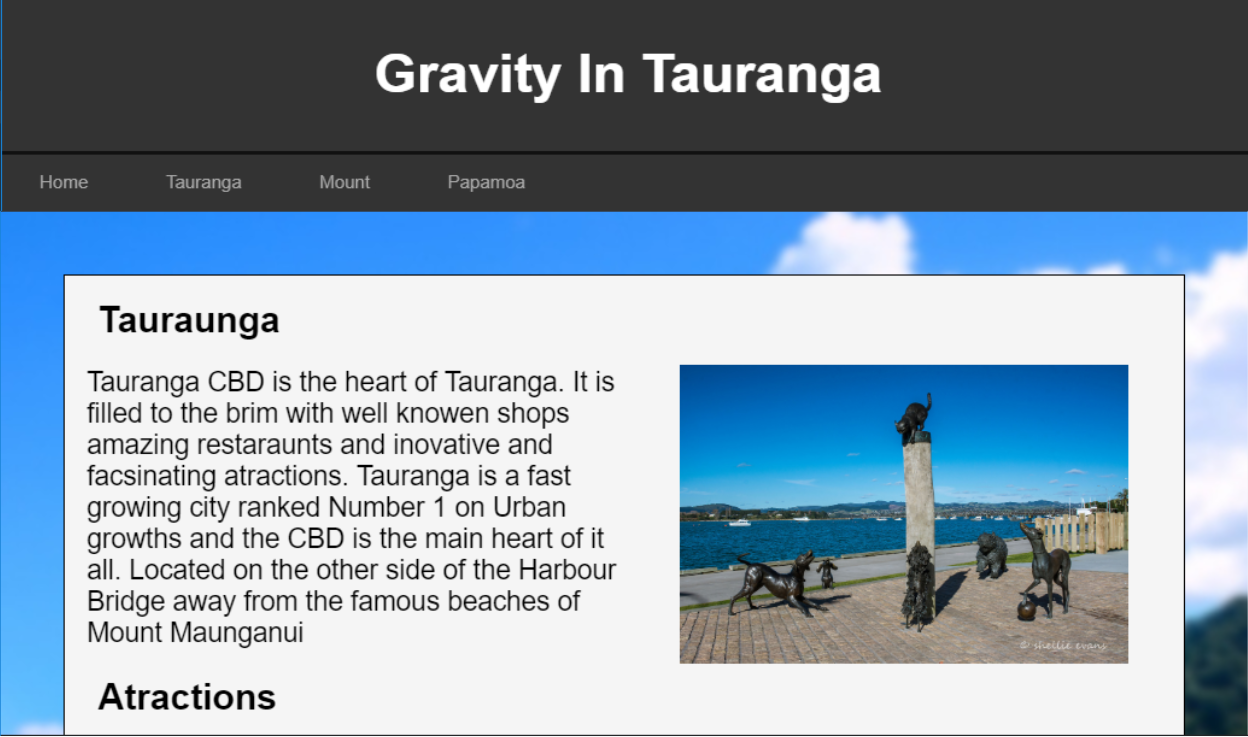 Gravity In Tauranga
Home Tauranga Mount Papamoa
Tauraunga
Tauranga CBD is the heart of Tauranga. It is
filled to the brim with well knowen shops
amazing restaraunts and inovative and
facsinating atractions. Tauranga is a fast
growing city ranked Number 1 on Urban
growths and the CBD is the main heart of it
all. Located on the other side of the Harbour
Bridge away from the famous beaches of
Mount Maunganui
© sheillie evans
Atractions